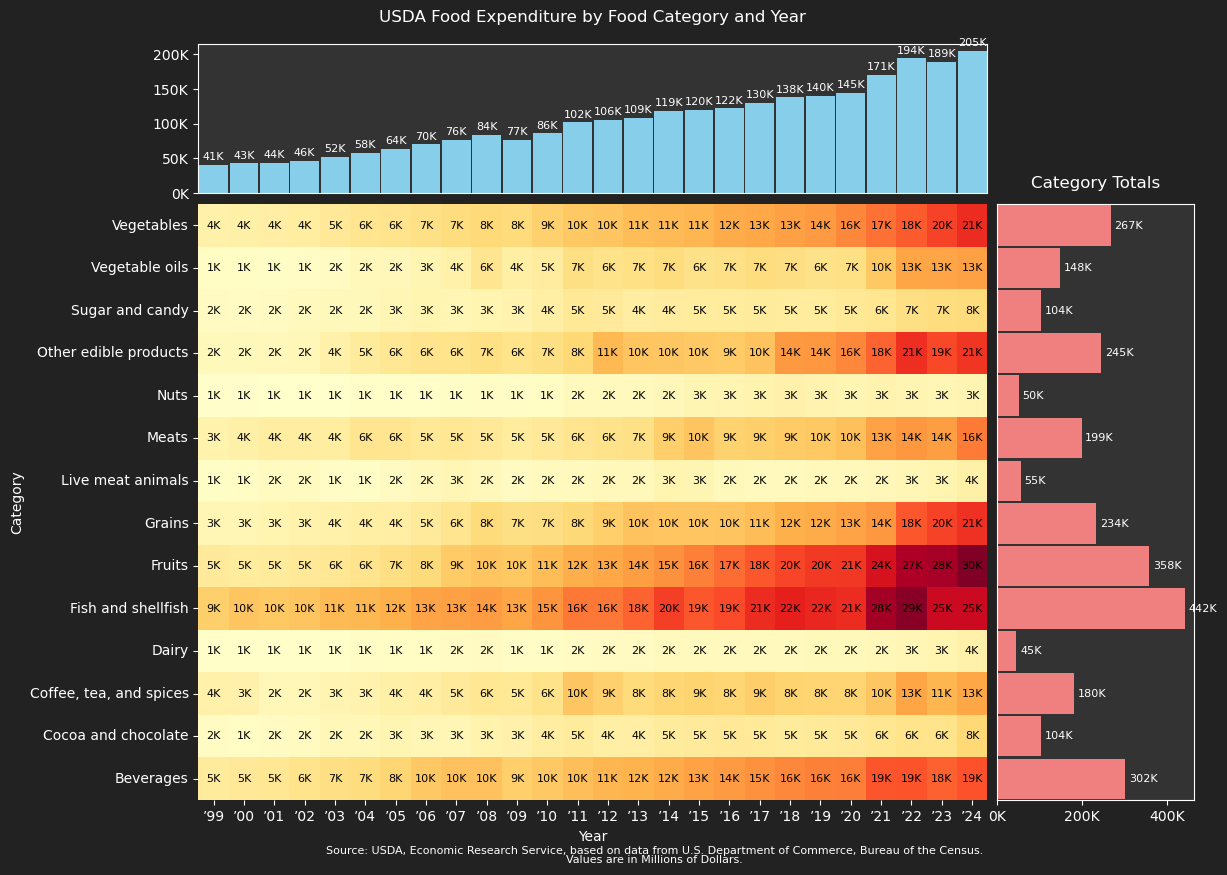 USDA Food Expenditure by Food Category and Year
200K
150K
100K
50K
0K
41K 43K 44K 46K 52K 58K 64K 70K 76K 84K 77K 86K 102K 106K 109K 119K 120K 122K 130K 138K 140K 145K 171K 194K 189K 205K
Category Totals
Category
Vegetables 4K 4K 4K 4K 5K 6K 6K 7K 7K 8K 8K 9K 10K 10K 11K 11K 11K 12K 13K 13K 14K 16K 17K 18K 20K 21K 267K
Vegetable oils 1K 1K 1K 1K 2K 2K 2K 3K 4K 6K 4K 5K 7K 6K 7K 7K 6K 7K 7K 7K 6K 7K 10K 13K 13K 13K 148K
Sugar and candy 2K 2K 2K 2K 2K 2K 3K 3K 3K 3K 3K 4K 5K 5K 4K 4K 5K 5K 5K 5K 5K 5K 6K 7K 7K 8K 104K
Other edible products 2K 2K 2K 2K 4K 5K 6K 6K 6K 7K 6K 7K 8K 11K 10K 10K 10K 9K 10K 14K 14K 16K 18K 21K 19K 21K 245K
Nuts 1K 1K 1K 1K 1K 1K 1K 1K 1K 1K 1K 1K 2K 2K 2K 2K 3K 3K 3K 3K 3K 3K 3K 3K 3K 3K 50K
Meats 3K 4K 4K 4K 4K 6K 6K 5K 5K 5K 5K 5K 6K 6K 7K 9K 10K 9K 9K 9K 10K 10K 13K 14K 14K 16K 199K
Live meat animals 1K 1K 2K 2K 1K 1K 2K 2K 3K 2K 2K 2K 2K 2K 2K 3K 3K 2K 2K 2K 2K 2K 2K 3K 3K 4K 55K
Grains 3K 3K 3K 3K 4K 4K 4K 5K 6K 8K 7K 7K 8K 9K 10K 10K 10K 10K 11K 12K 12K 13K 14K 18K 20K 21K 234K
Fruits 5K 5K 5K 5K 6K 6K 7K 8K 9K 10K 10K 11K 12K 13K 14K 15K 16K 17K 18K 20K 20K 21K 24K 27K 28K 30K 358K
Fish and shellfish 9K 10K 10K 10K 11K 11K 12K 13K 13K 14K 13K 15K 16K 16K 18K 20K 19K 19K 21K 22K 22K 21K 28K 29K 25K 25K 442K
Dairy 1K 1K 1K 1K 1K 1K 1K 1K 2K 2K 1K 1K 2K 2K 2K 2K 2K 2K 2K 2K 2K 2K 2K 3K 3K 4K 45K
Coffee, tea, and spices 4K 3K 2K 2K 3K 3K 4K 4K 5K 6K 5K 6K 10K 9K 8K 8K 9K 8K 9K 8K 8K 8K 10K 13K 11K 13K 180K
Cocoa and chocolate 2K 1K 2K 2K 2K 2K 3K 3K 3K 3K 3K 4K 5K 4K 4K 5K 5K 5K 5K 5K 5K 5K 6K 6K 6K 8K 104K
Beverages 5K 5K 5K 6K 7K 7K 8K 10K 10K 10K 9K 10K 10K 11K 12K 12K 13K 14K 15K 16K 16K 16K 19K 19K 18K 19K 302K
’99 ’00 ’01 ’02 ’03 ’04 ’05 ’06 ’07 ’08 ’09 ’10 ’11 ’12 ’13 ’14 ’15 ’16 ’17 ’18 ’19 ’20 ’21 ’22 ’23 ’24 0K 200K 400K
Year
Source: USDA, Economic Research Service, based on data from U.S. Department of Commerce, Bureau of the Census.
Values are in Millions of Dollars.